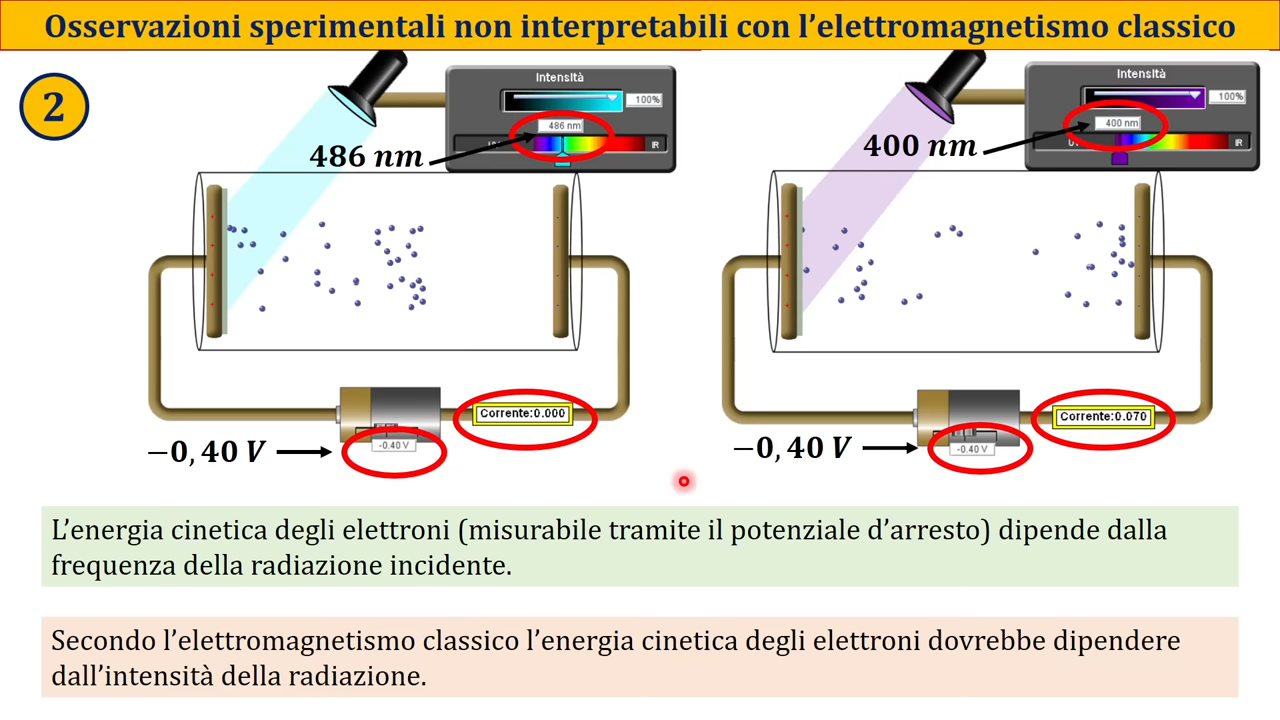 Osservazioni sperimentali non interpretabili con l’elettromagnetismo classico
2
Intensità
100%
486 nm
IR
486 nm
−0,40 V
-0.40 V
Corrente:0.000
Intensità
100%
400 nm
IR
400 nm
−0,40 V
-0.40 V
Corrente:0.070
L’energia cinetica degli elettroni (misurabile tramite il potenziale d’arresto) dipende dalla
frequenza della radiazione incidente.
Secondo l’elettromagnetismo classico l’energia cinetica degli elettroni dovrebbe dipendere
dall’intensità della radiazione.